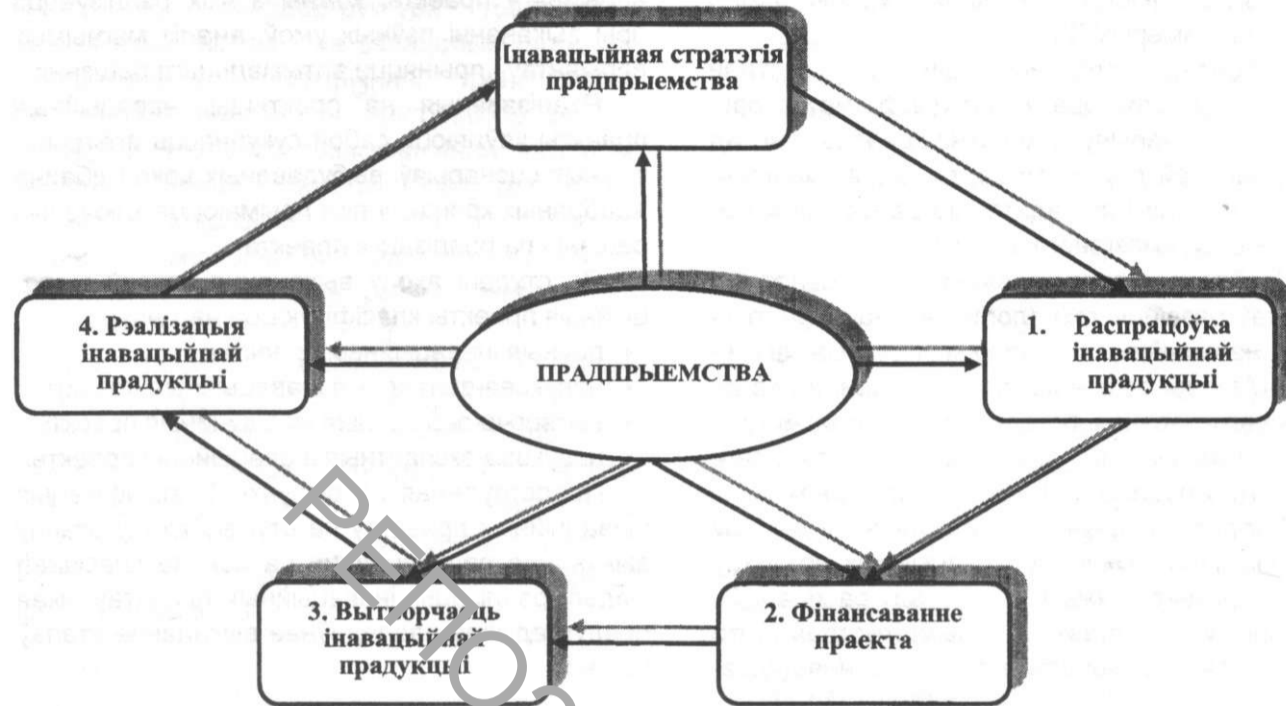 Інавацыйная стратэгія
прадпрыемства
4. Рэалізацыя
інавацыйнай
прадукцыі
ПРАДПРЫЕМСТВА
1. Распрацоўка
інавацыйнай
прадукцыі
3. Вытворчасць
інавацыйнай
прадукцыі
2. Фінансаванне
праекта